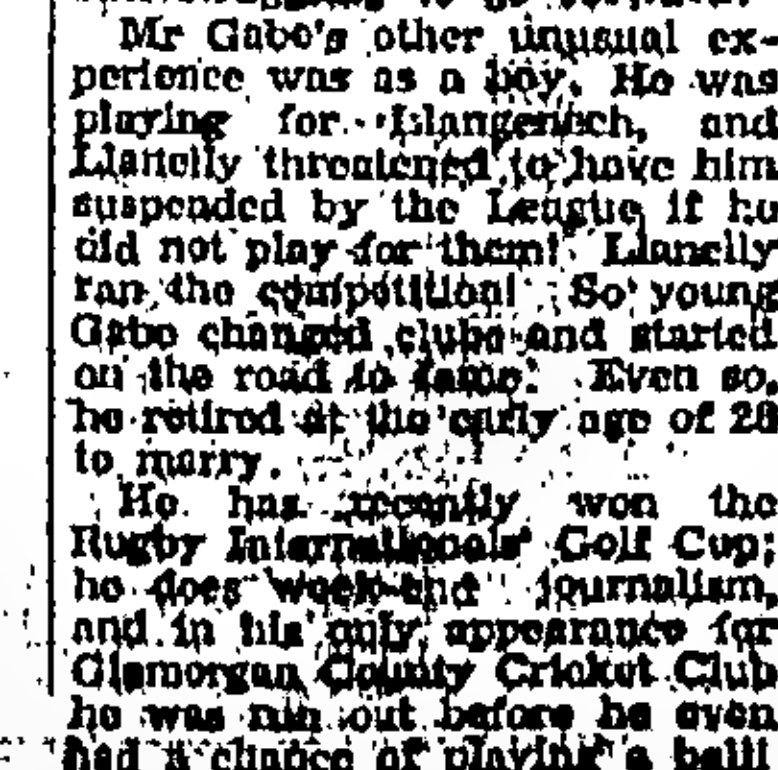 Mr Gabe's other unusual ex-
perience was as a boy. He was
playing for Llangennech, and
Llanelly threatened to have him
suspended by the League if he
did not play for them! Llanelly
ran the competition! So young
Gabe changed clubs and started
on the road to fame. Even so,
he retired at the early age of 28
to marry.
He has recently won the
Rugby Internationals' Golf Cup;
he does week-end journalism,
and in his only appearance for
Glamorgan County Cricket Club
he was run out before he even
had a chance of playing a ball!